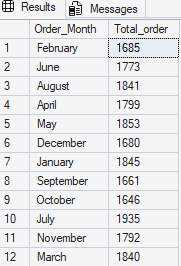 Results Messages
Order_Month Total_order
1 February 1685
2 June 1773
3 August 1841
4 April 1799
5 May 1853
6 December 1680
7 January 1845
8 September 1661
9 October 1646
10 July 1935
11 November 1792
12 March 1840